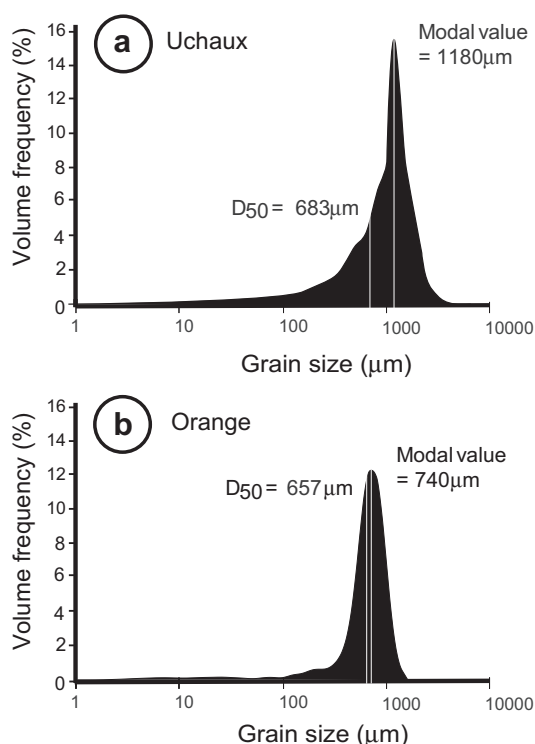 a Uchaux
Modal value
= 1180μm
D50 = 683μm
Volume frequency (%)
16
14
12
10
8
6
4
2
0
1 10 100 1000 10000
Grain size (μm)
b Orange
Modal value
= 740μm
D50 = 657μm
Volume frequency (%)
16
14
12
10
8
6
4
2
0
1 10 100 1000 10000
Grain size (μm)